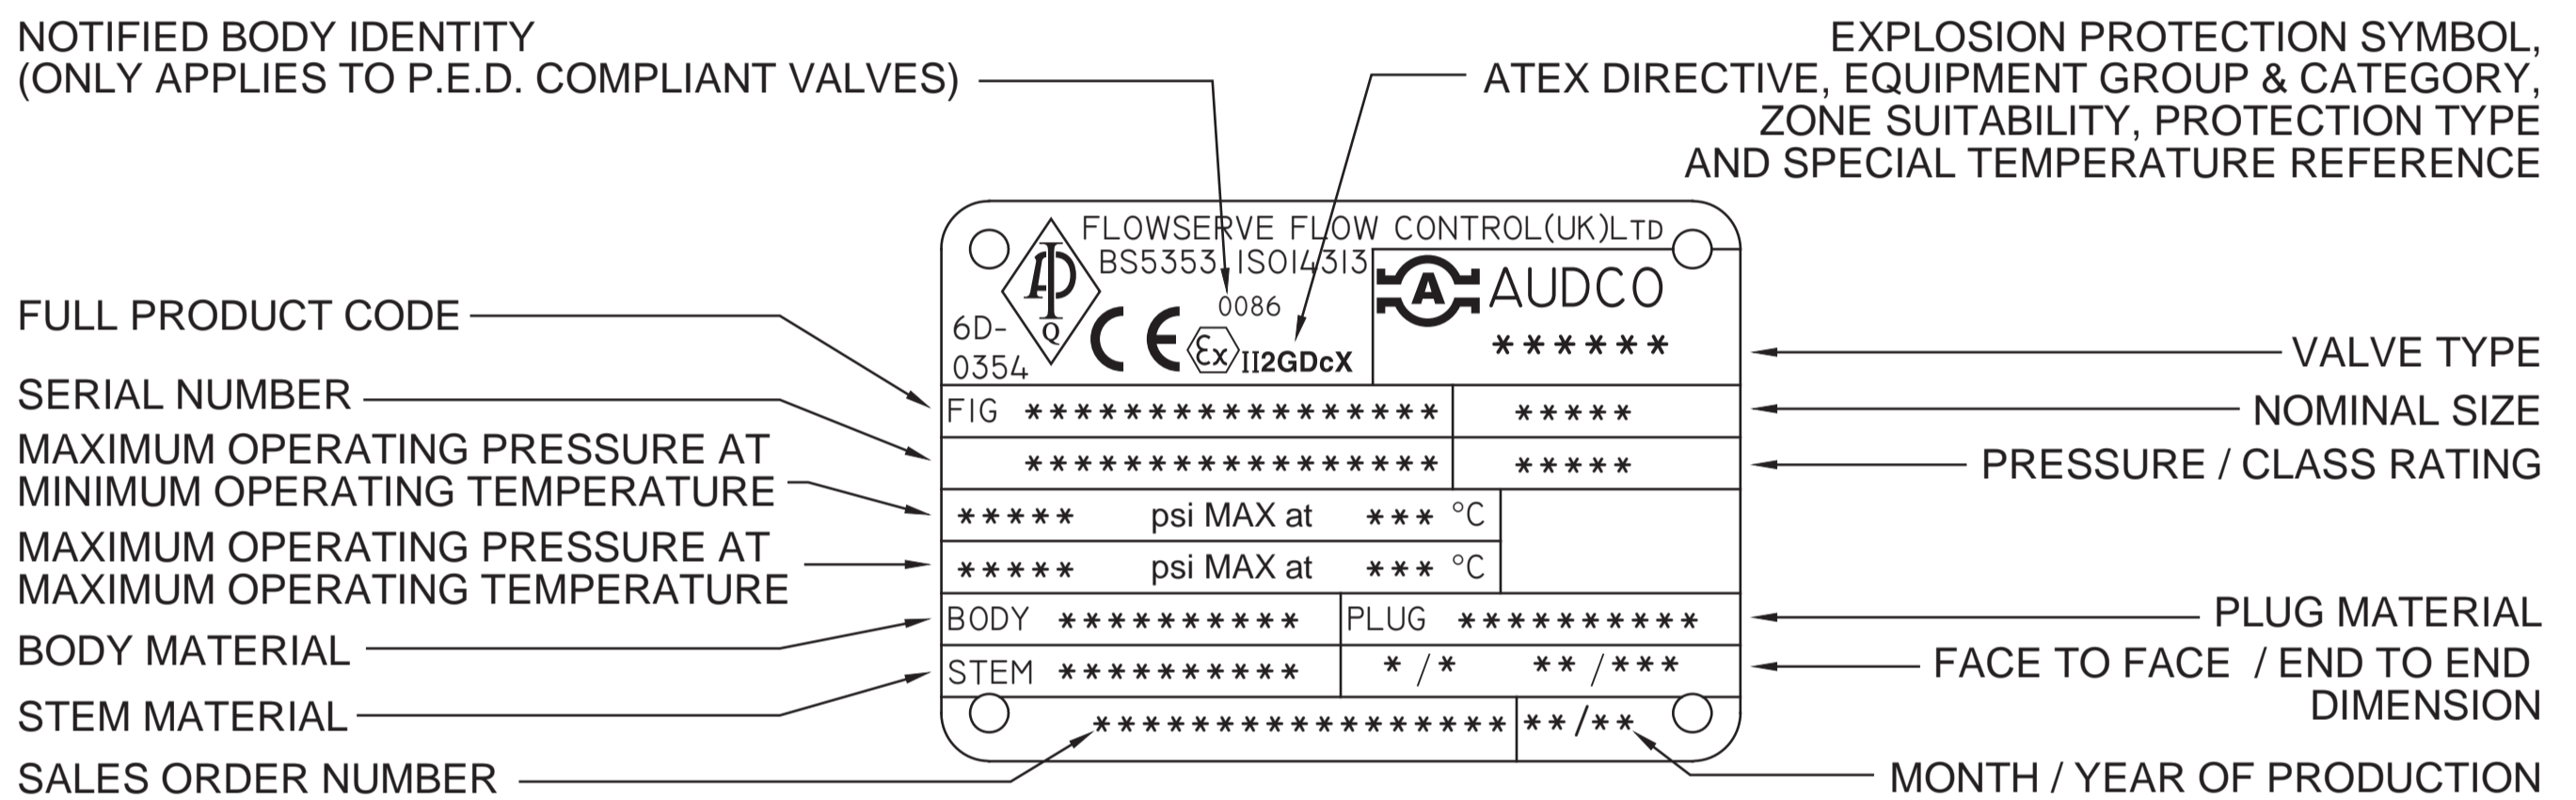 NOTIFIED BODY IDENTITY
(ONLY APPLIES TO P.E.D. COMPLIANT VALVES)
EXPLOSION PROTECTION SYMBOL,
ATEX DIRECTIVE, EQUIPMENT GROUP & CATEGORY,
ZONE SUITABILITY, PROTECTION TYPE
AND SPECIAL TEMPERATURE REFERENCE
FULL PRODUCT CODE
SERIAL NUMBER
MAXIMUM OPERATING PRESSURE AT
MINIMUM OPERATING TEMPERATURE
MAXIMUM OPERATING PRESSURE AT
MAXIMUM OPERATING TEMPERATURE
BODY MATERIAL
STEM MATERIAL
SALES ORDER NUMBER
FLOWSERVE FLOW CONTROL(UK)LTD
BS5353 ISO14313
API
Q
6D-
0354
0086
CE Ex II2GDcX
A AUDCO
******
FIG ***************** *****
***************** *****
***** psi MAX at *** °C
***** psi MAX at *** °C
BODY ********** PLUG **********
STEM ********** */* **/***
***************** **/**
VALVE TYPE
NOMINAL SIZE
PRESSURE / CLASS RATING
PLUG MATERIAL
FACE TO FACE / END TO END
DIMENSION
MONTH / YEAR OF PRODUCTION